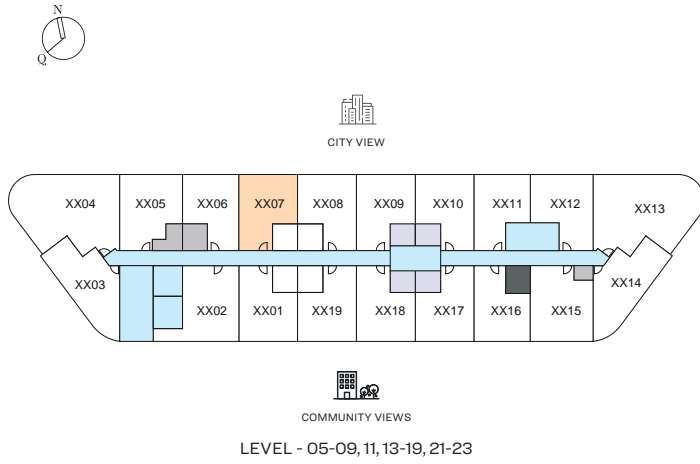 N
Q
CITY VIEW
XX04
XX05
XX06
XX07
XX08
XX09
XX10
XX11
XX12
XX13
XX03
XX02
XX01
XX19
XX18
XX17
XX16
XX15
XX14
COMMUNITY VIEWS
LEVEL - 05-09, 11, 13-19, 21-23